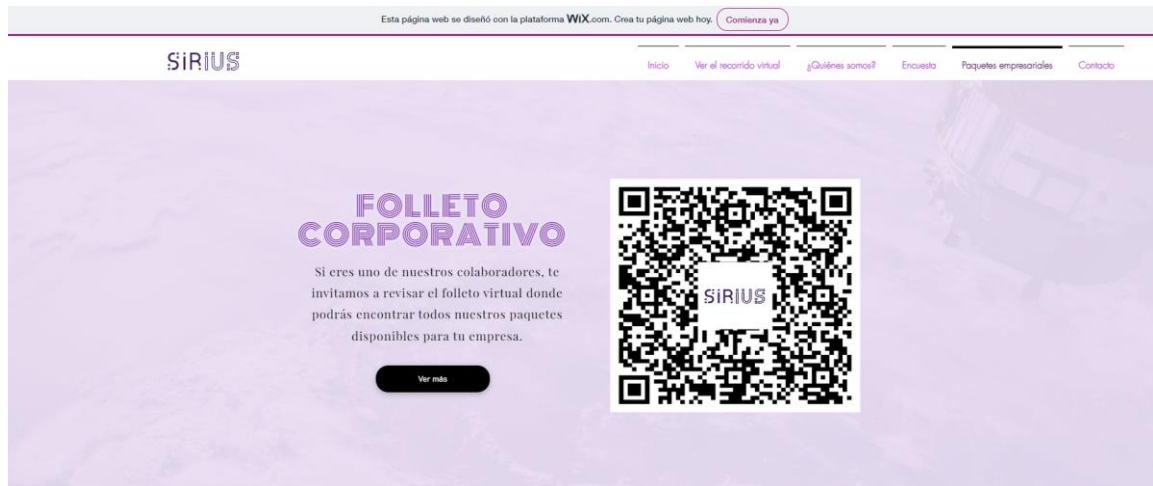 Esta página web se diseñó con la plataforma WiX.com. Crea tu página web hoy. Comienza ya
SiRIUS
Inicio Ver el recorrido virtual ¿Quiénes somos? Encuesta Paquetes empresariales Contacto
FOLLETO
CORPORATIVO
Si eres uno de nuestros colaboradores, te
invitamos a revisar el folleto virtual donde
podrás encontrar todos nuestros paquetes
disponibles para tu empresa.
Ver más
SiRIUS